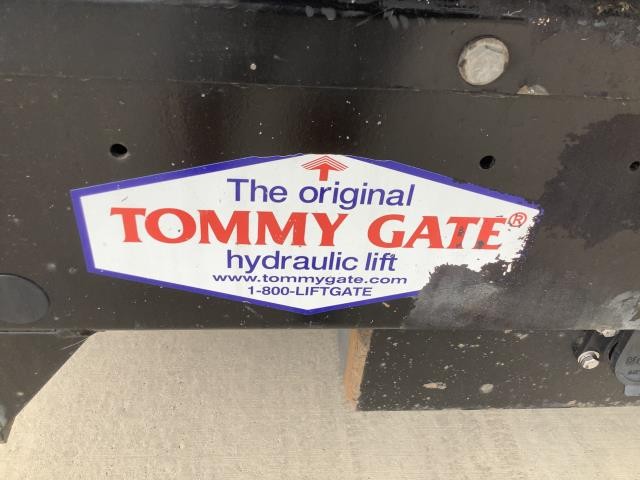 The original
TOMMY GATE®
hydraulic lift
www.tommygate.com
1-800-LIFTGATE